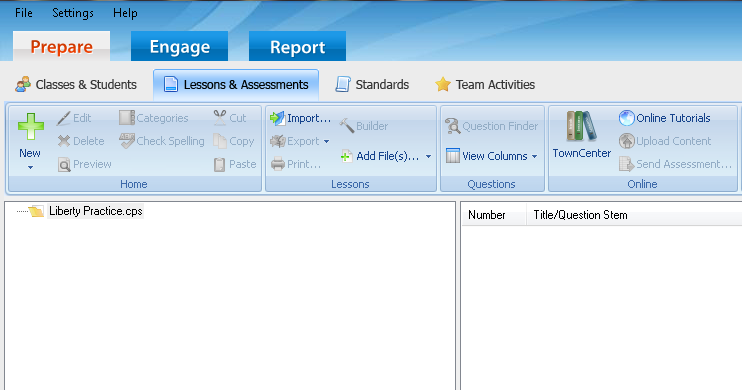 File Settings Help
Prepare Engage Report
Classes & Students Lessons & Assessments Standards Team Activities
New Edit Categories Cut Import... Builder Question Finder TownCenter Online Tutorials
Delete Check Spelling Copy Export Add File(s)... View Columns Upload Content
Preview Paste Print... Send Assessment...
Home Lessons Questions Online
Liberty Practice.cps Number Title/Question Stem